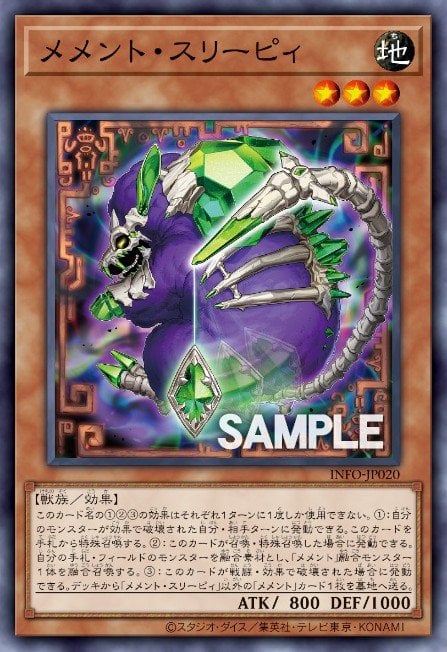 メメント・スリーピィ
地
SAMPLE
INFO-JP020
【獣族／効果】
このカード名の①②③の効果はそれぞれ1ターンに1度しか使用できない。①：自分
のモンスターが効果で破壊された自分・相手ターンに発動できる。このカードを
手札から特殊召喚する。②：このカードが召喚・特殊召喚した場合に発動できる。
自分の手札・フィールドのモンスターを融合素材とし、「メメント」融合モンスター
1体を融合召喚する。③：このカードが戦闘・効果で破壊された場合に発動でき
る。デッキから「メメント・スリーピィ」以外の「メメント」カード1枚を墓地へ送る。
ATK/ 800 DEF/1000
©スタジオ・ダイス／集英社・テレビ東京・KONAMI